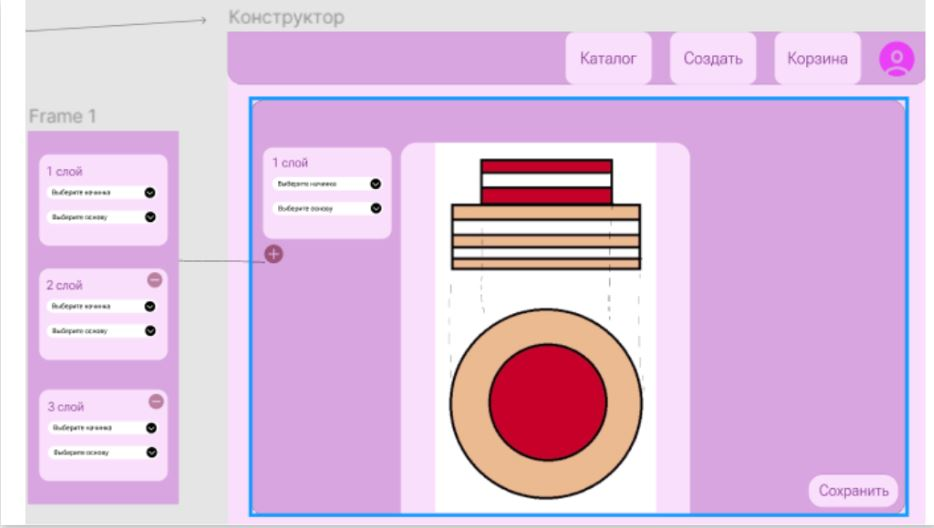 Конструктор
Каталог
Создать
Корзина
Frame 1
1 слой
Выберите начинка
Выберите основу
2 слой
Выберите начинка
Выберите основу
3 слой
Выберите начинка
Выберите основу
1 слой
Выберите начинка
Выберите основу
Сохранить